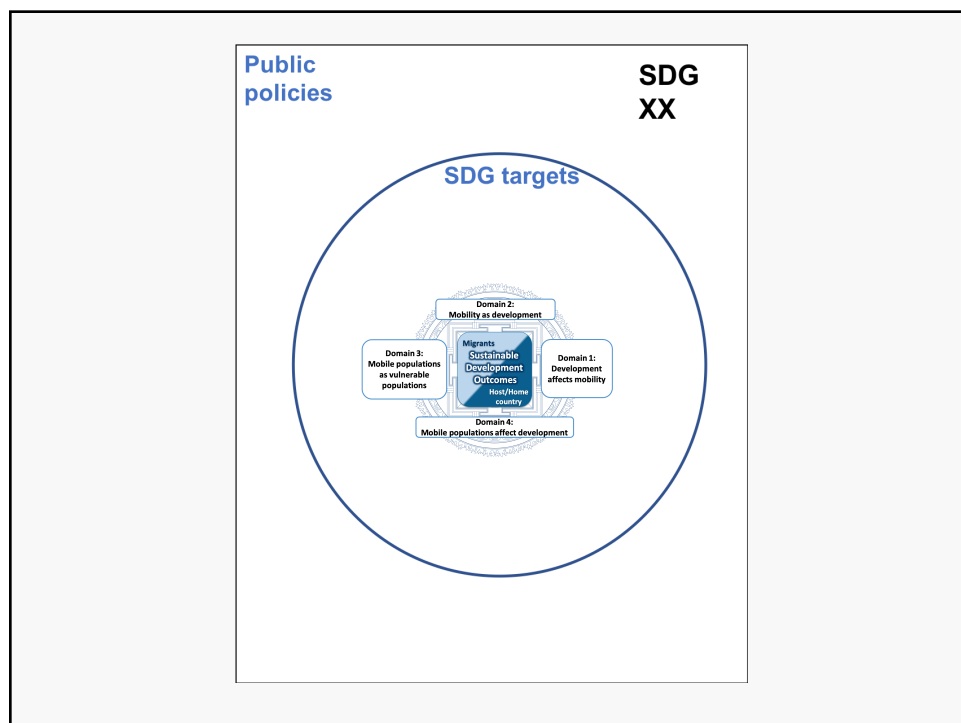 Public
policies
SDG
XX
SDG targets
Domain 2:
Mobility as development
Domain 3:
Mobile populations
as vulnerable
populations
Migrants
Sustainable
Development
Outcomes
Host/Home
country
Domain 1:
Development
affects mobility
Domain 4:
Mobile populations affect development